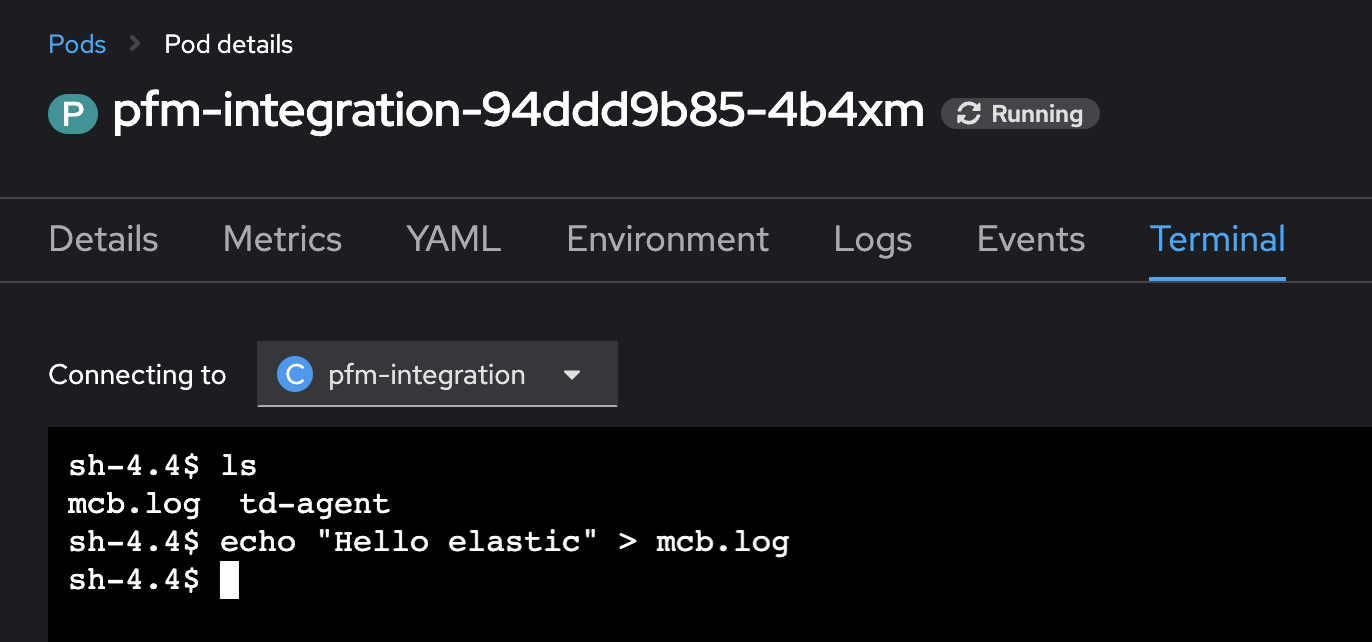 Pods > Pod details
P pfm-integration-94ddd9b85-4b4xm Running
Details Metrics YAML Environment Logs Events Terminal
Connecting to C pfm-integration
sh-4.4$ ls
mcb.log  td-agent
sh-4.4$ echo "Hello elastic" > mcb.log
sh-4.4$